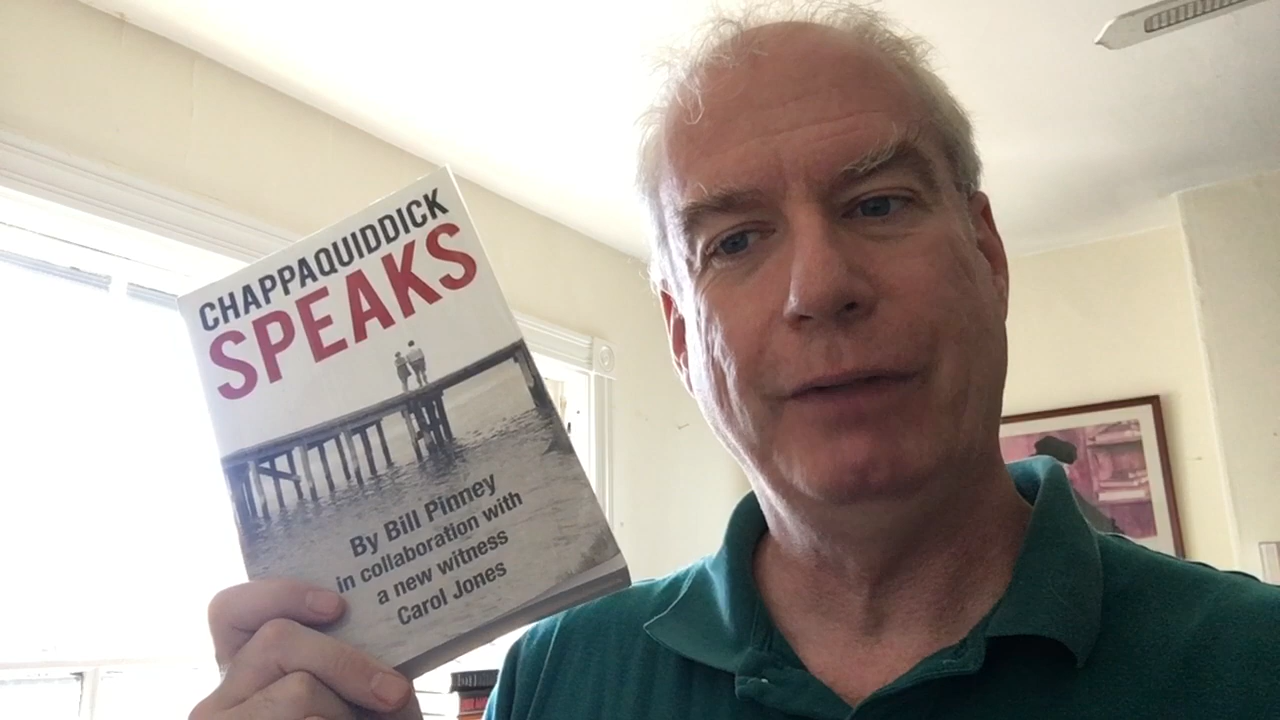 CHAPPAQUIDDICK
SPEAKS
By Bill Pinney
in collaboration with
a new witness
Carol Jones